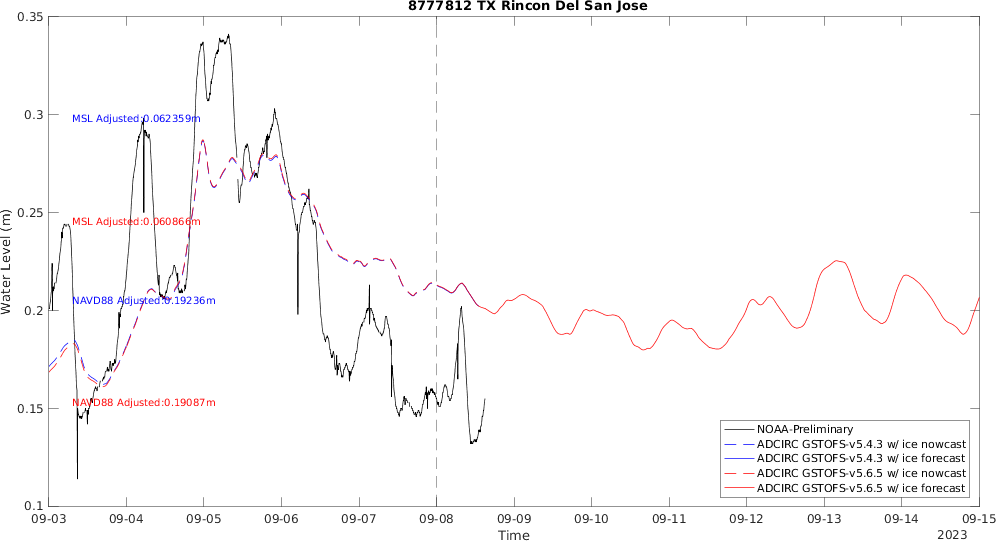 8777812 TX Rincon Del San Jose
0.35
0.3
0.25
0.2
0.15
0.1
Water Level (m)
MSL Adjusted:0.062359m
MSL Adjusted:0.060866m
NAVD88 Adjusted:0.19236m
NAVD88 Adjusted:0.19087m
NOAA-Preliminary
ADCIRC GSTOFS-v5.4.3 w/ ice nowcast
ADCIRC GSTOFS-v5.4.3 w/ ice forecast
ADCIRC GSTOFS-v5.6.5 w/ ice nowcast
ADCIRC GSTOFS-v5.6.5 w/ ice forecast
09-03 09-04 09-05 09-06 09-07 09-08 09-09 09-10 09-11 09-12 09-13 09-14 09-15
Time
2023